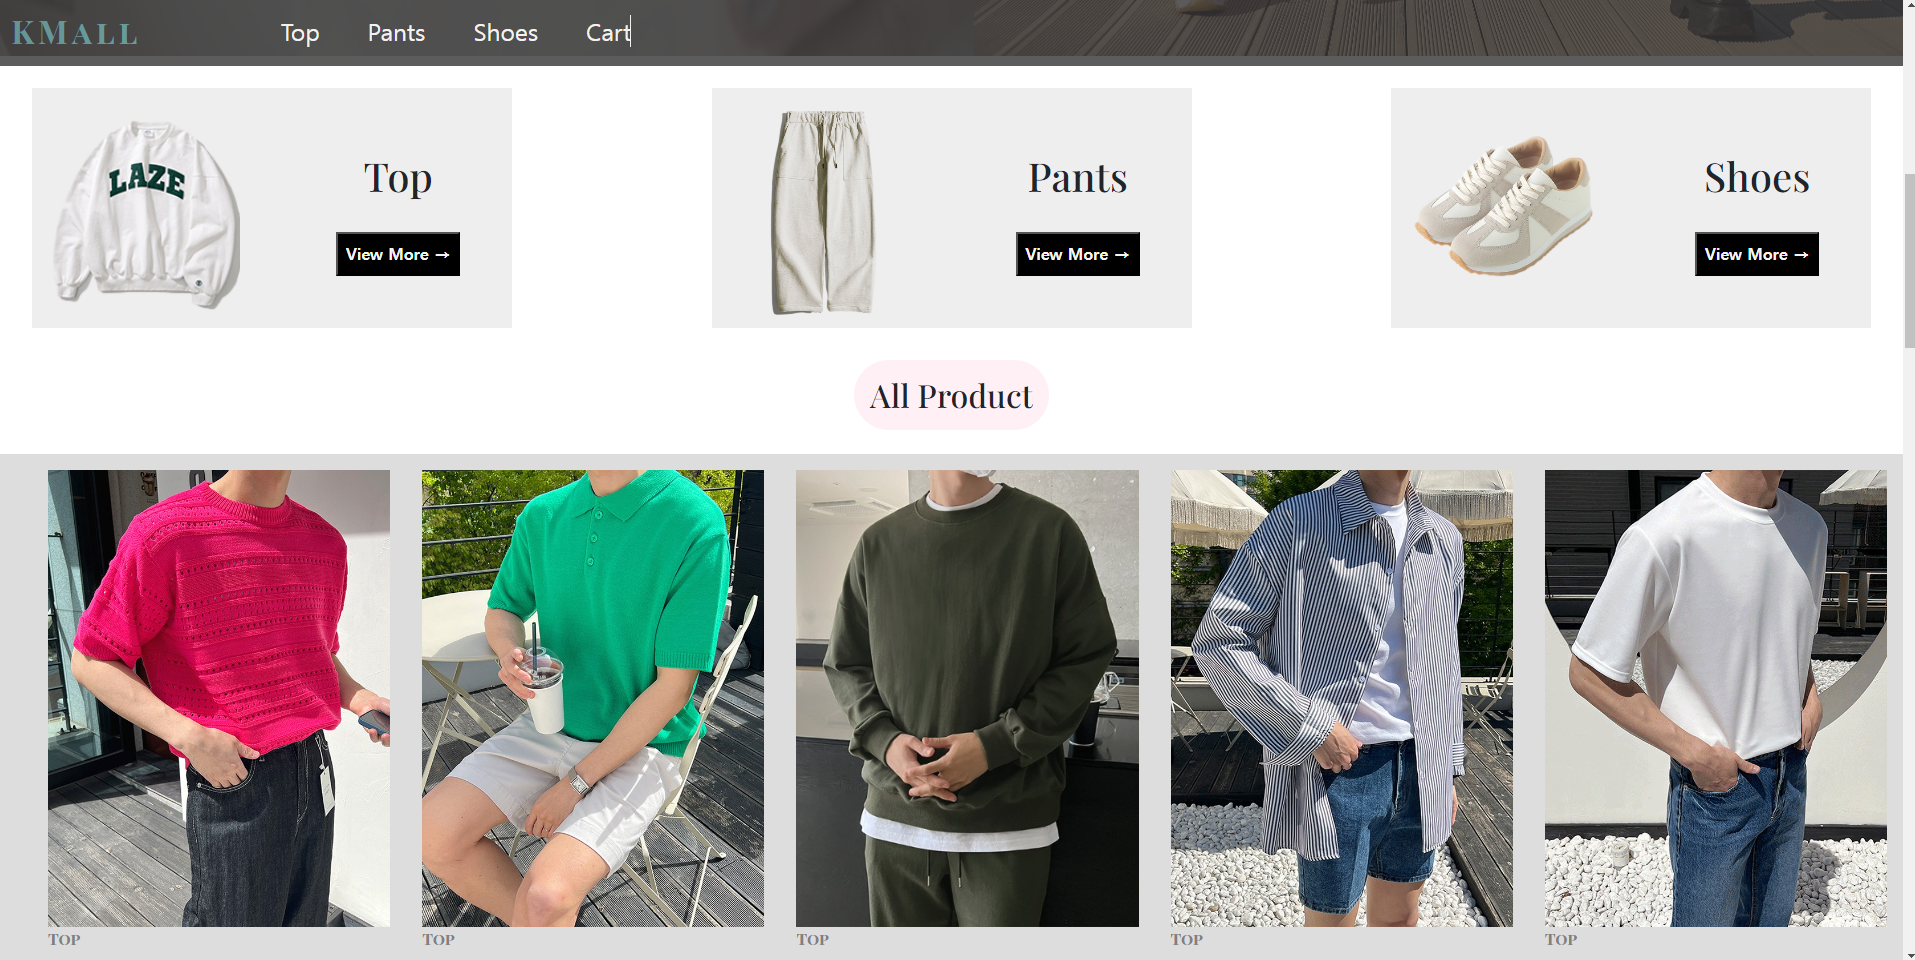 KMALL Top Pants Shoes Cart
LAZE
Top
View More →
Pants
View More →
Shoes
View More →
All Product
TOP TOP TOP TOP TOP